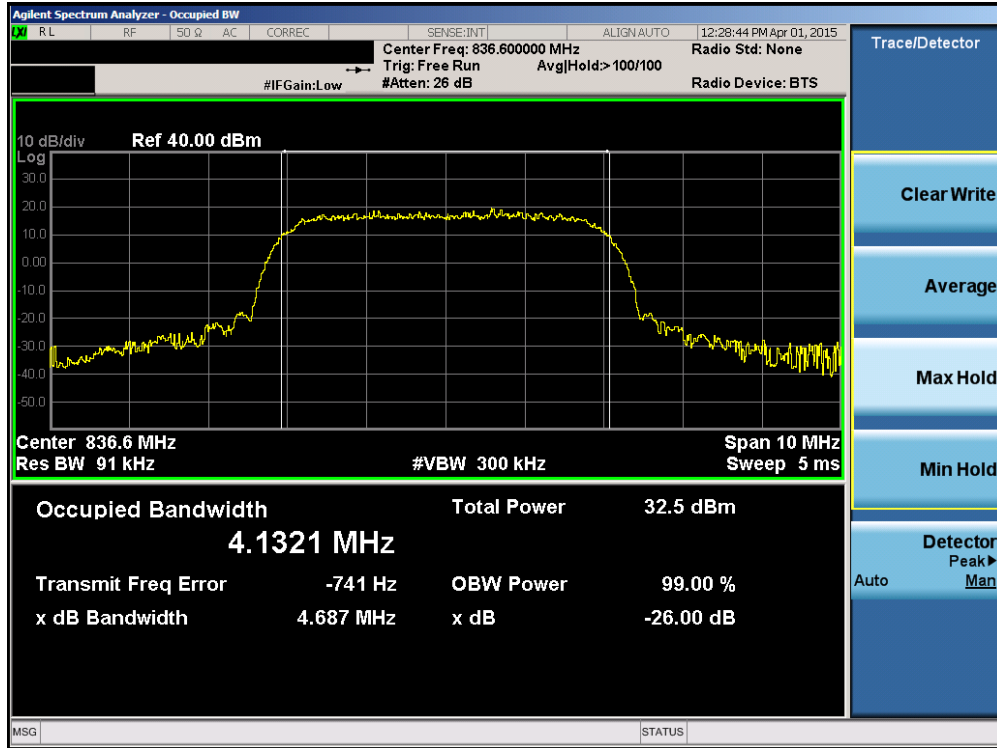 Agilent Spectrum Analyzer - Occupied BW
LXI RL RF 50 Ω AC CORREC SENSE:INT ALIGN AUTO 12:28:44 PM Apr 01, 2015
Center Freq: 836.600000 MHz Radio Std: None
Trig: Free Run Avg|Hold:> 100/100
#IFGain:Low #Atten: 26 dB Radio Device: BTS
Trace/Detector
10 dB/div Ref 40.00 dBm
Log
30.0
20.0
10.0
0.00
-10.0
-20.0
-30.0
-40.0
-50.0
Center 836.6 MHz Span 10 MHz
Res BW 91 kHz #VBW 300 kHz Sweep 5 ms
Occupied Bandwidth Total Power 32.5 dBm
4.1321 MHz
Transmit Freq Error -741 Hz OBW Power 99.00 %
x dB Bandwidth 4.687 MHz x dB -26.00 dB
Clear Write
Average
Max Hold
Min Hold
Detector
Peak▶
Auto Man
MSG STATUS